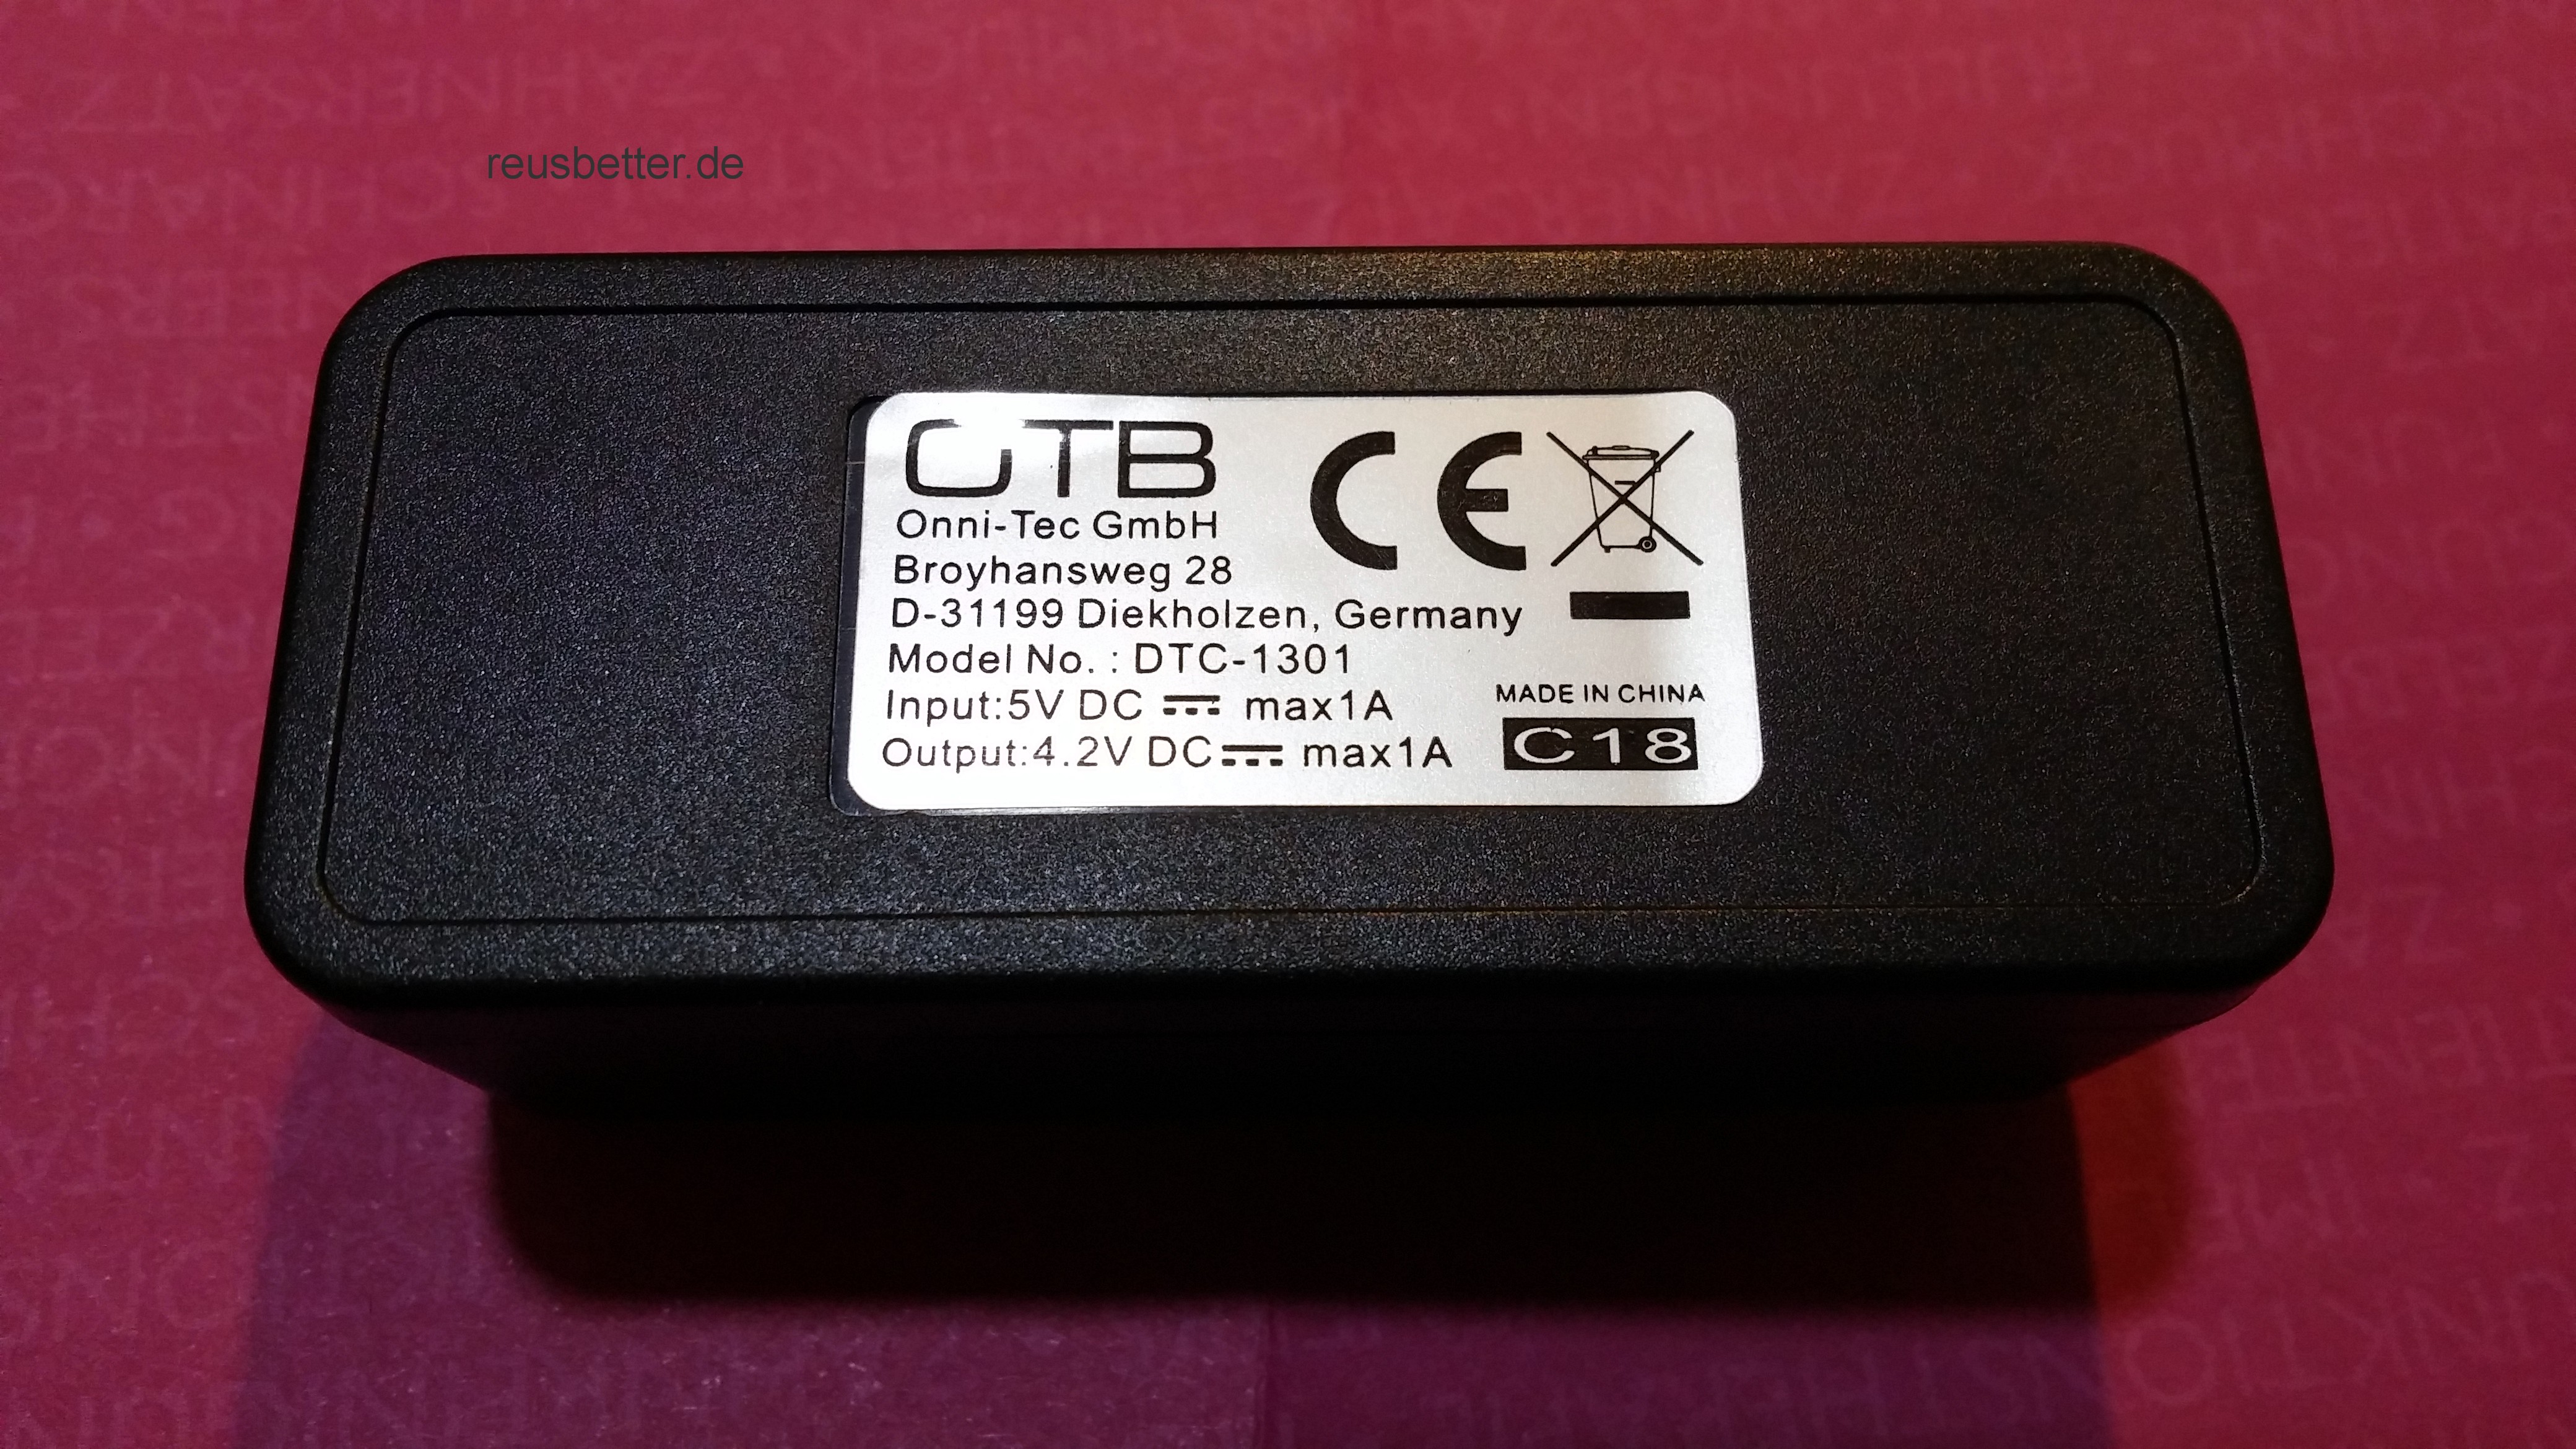 reusbetter.de
OTB
CE
Onni-Tec GmbH
Broyhansweg 28
D-31199 Diekholzen, Germany
Model No. : DTC-1301
Input:5V DC max1A
MADE IN CHINA
Output:4.2V DC max1A
C18